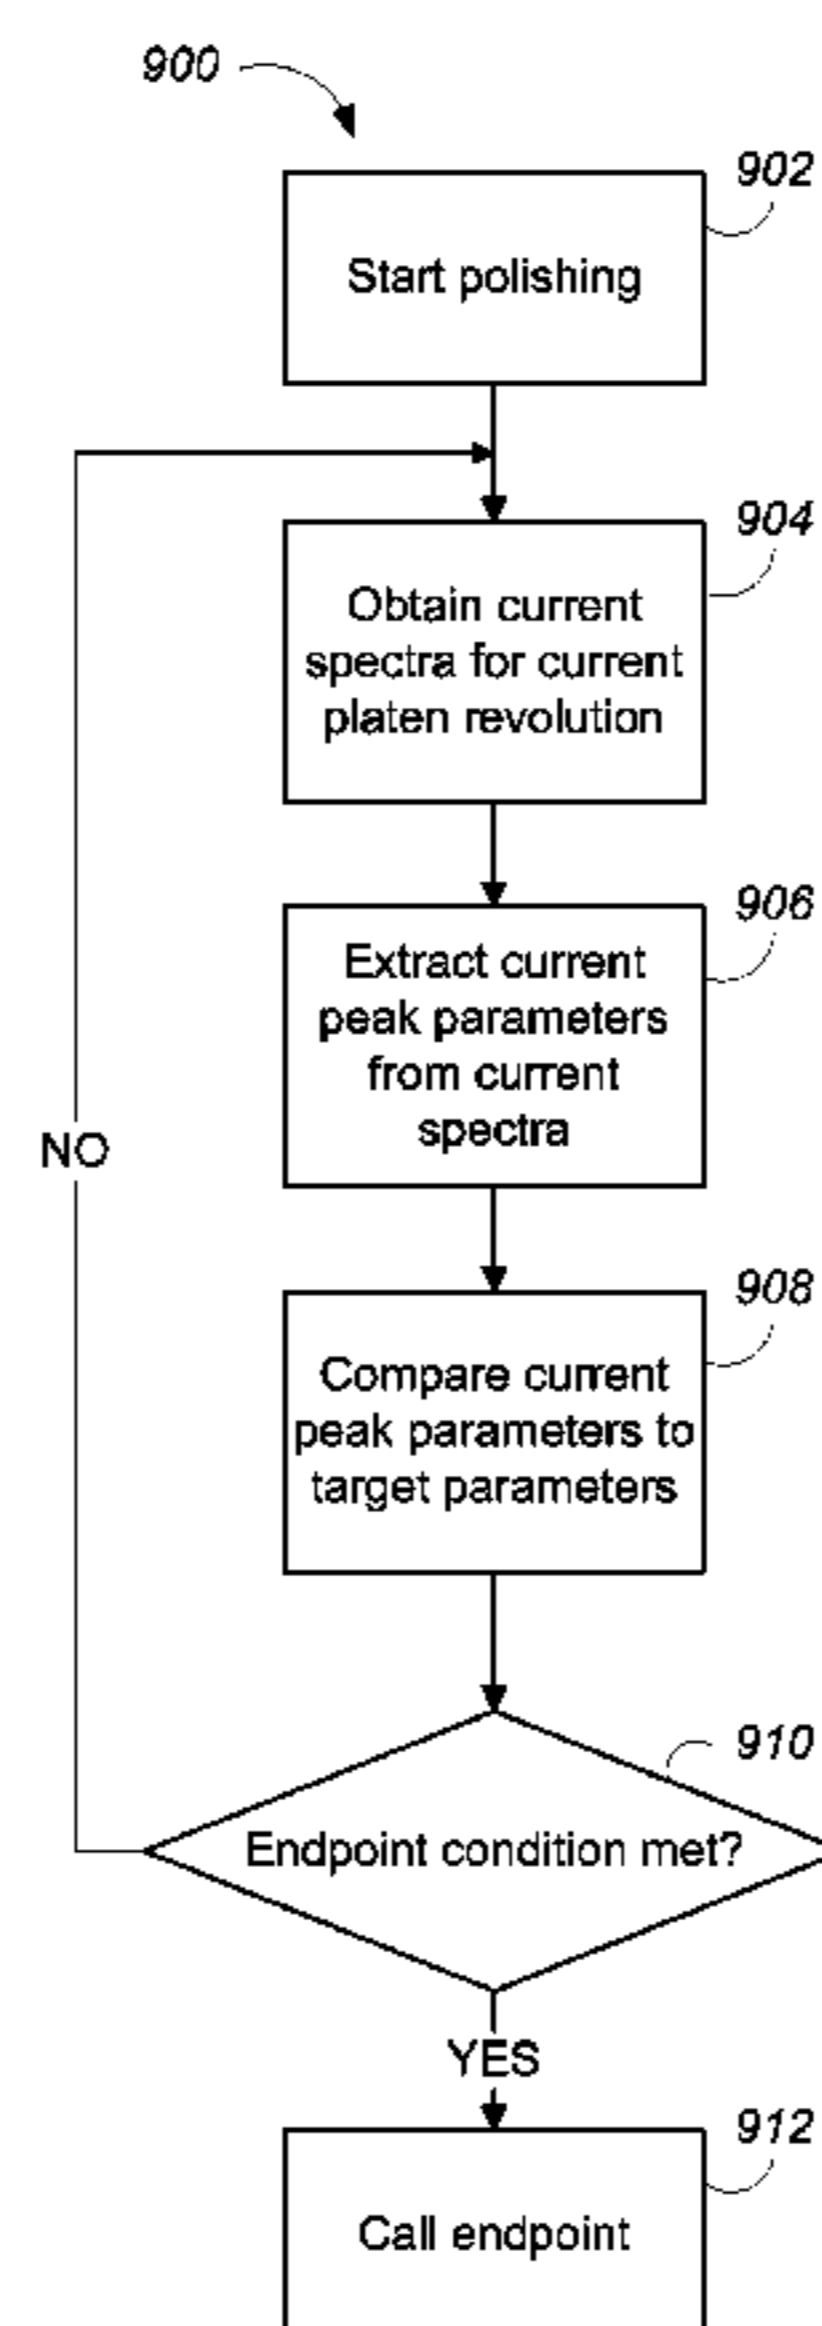 900
902
Start polishing
904
Obtain current
spectra for current
platen revolution
906
Extract current
peak parameters
from current
spectra
NO
908
Compare current
peak parameters to
target parameters
910
Endpoint condition met?
YES
912
Call endpoint